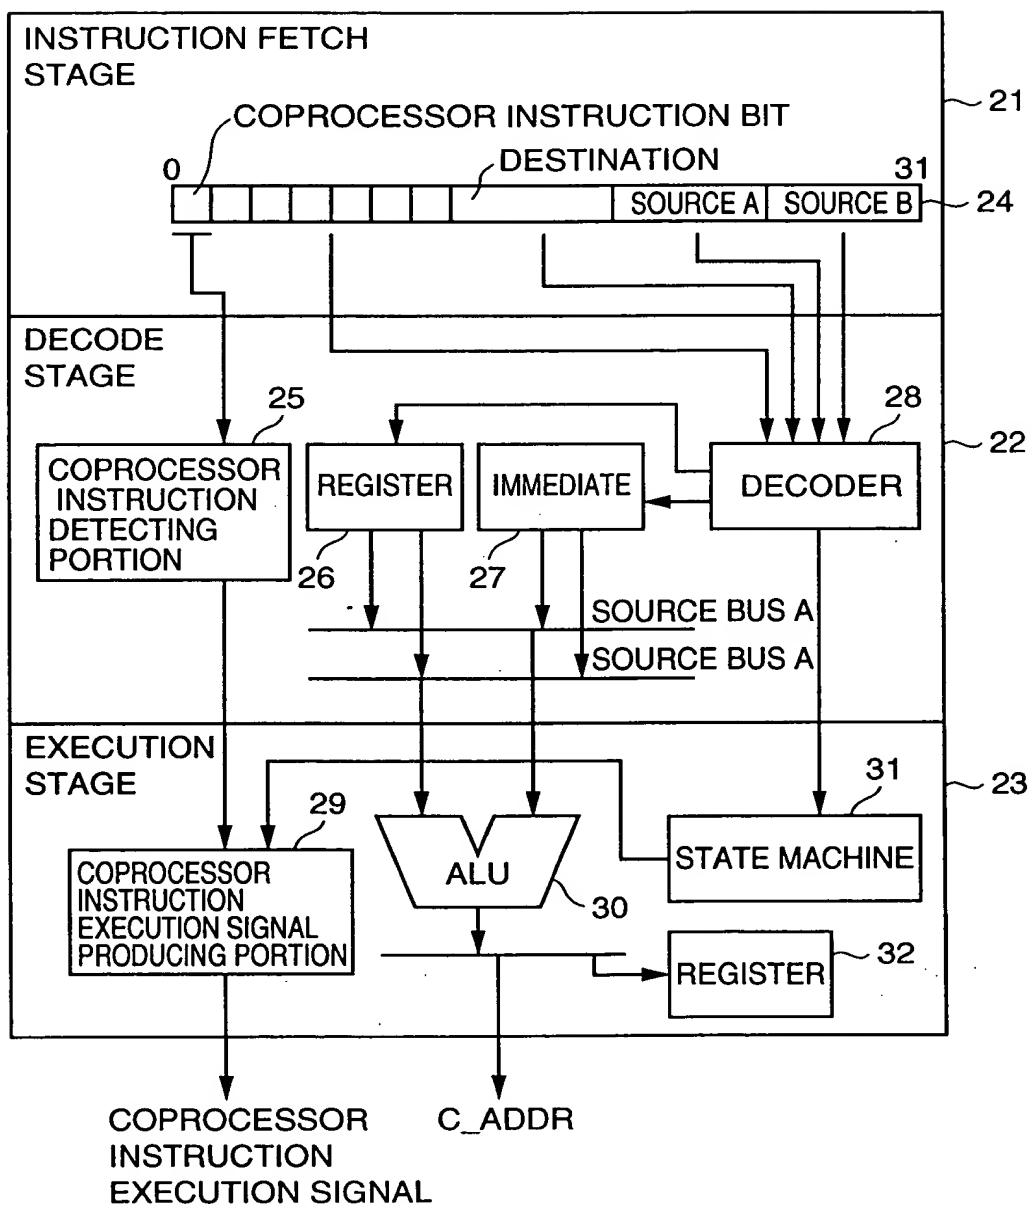 INSTRUCTION FETCH
STAGE
21
COPROCESSOR INSTRUCTION BIT
DESTINATION
0
31
SOURCE A
SOURCE B
24
DECODE
STAGE
25
28
22
COPROCESSOR
INSTRUCTION
DETECTING
PORTION
REGISTER
IMMEDIATE
DECODER
26
27
SOURCE BUS A
SOURCE BUS A
EXECUTION
STAGE
23
29
31
COPROCESSOR
INSTRUCTION
EXECUTION SIGNAL
PRODUCING PORTION
ALU
STATE MACHINE
30
32
REGISTER
COPROCESSOR
INSTRUCTION
EXECUTION SIGNAL
C_ADDR